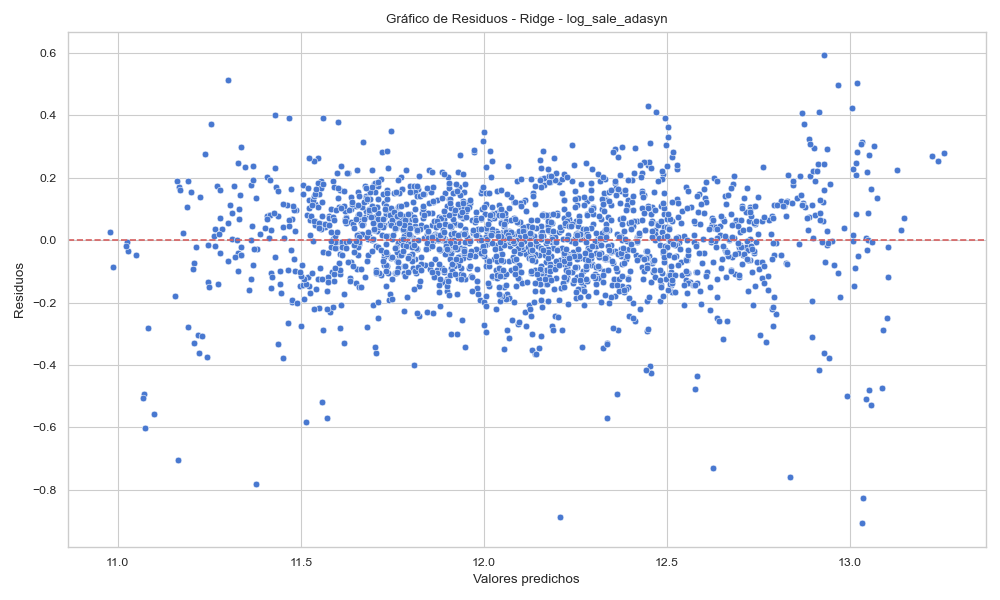 Gráfico de Residuos - Ridge - log_sale_adasyn
0.6
0.4
0.2
0.0
−0.2
−0.4
−0.6
−0.8
Residuos
11.0 11.5 12.0 12.5 13.0
Valores predichos